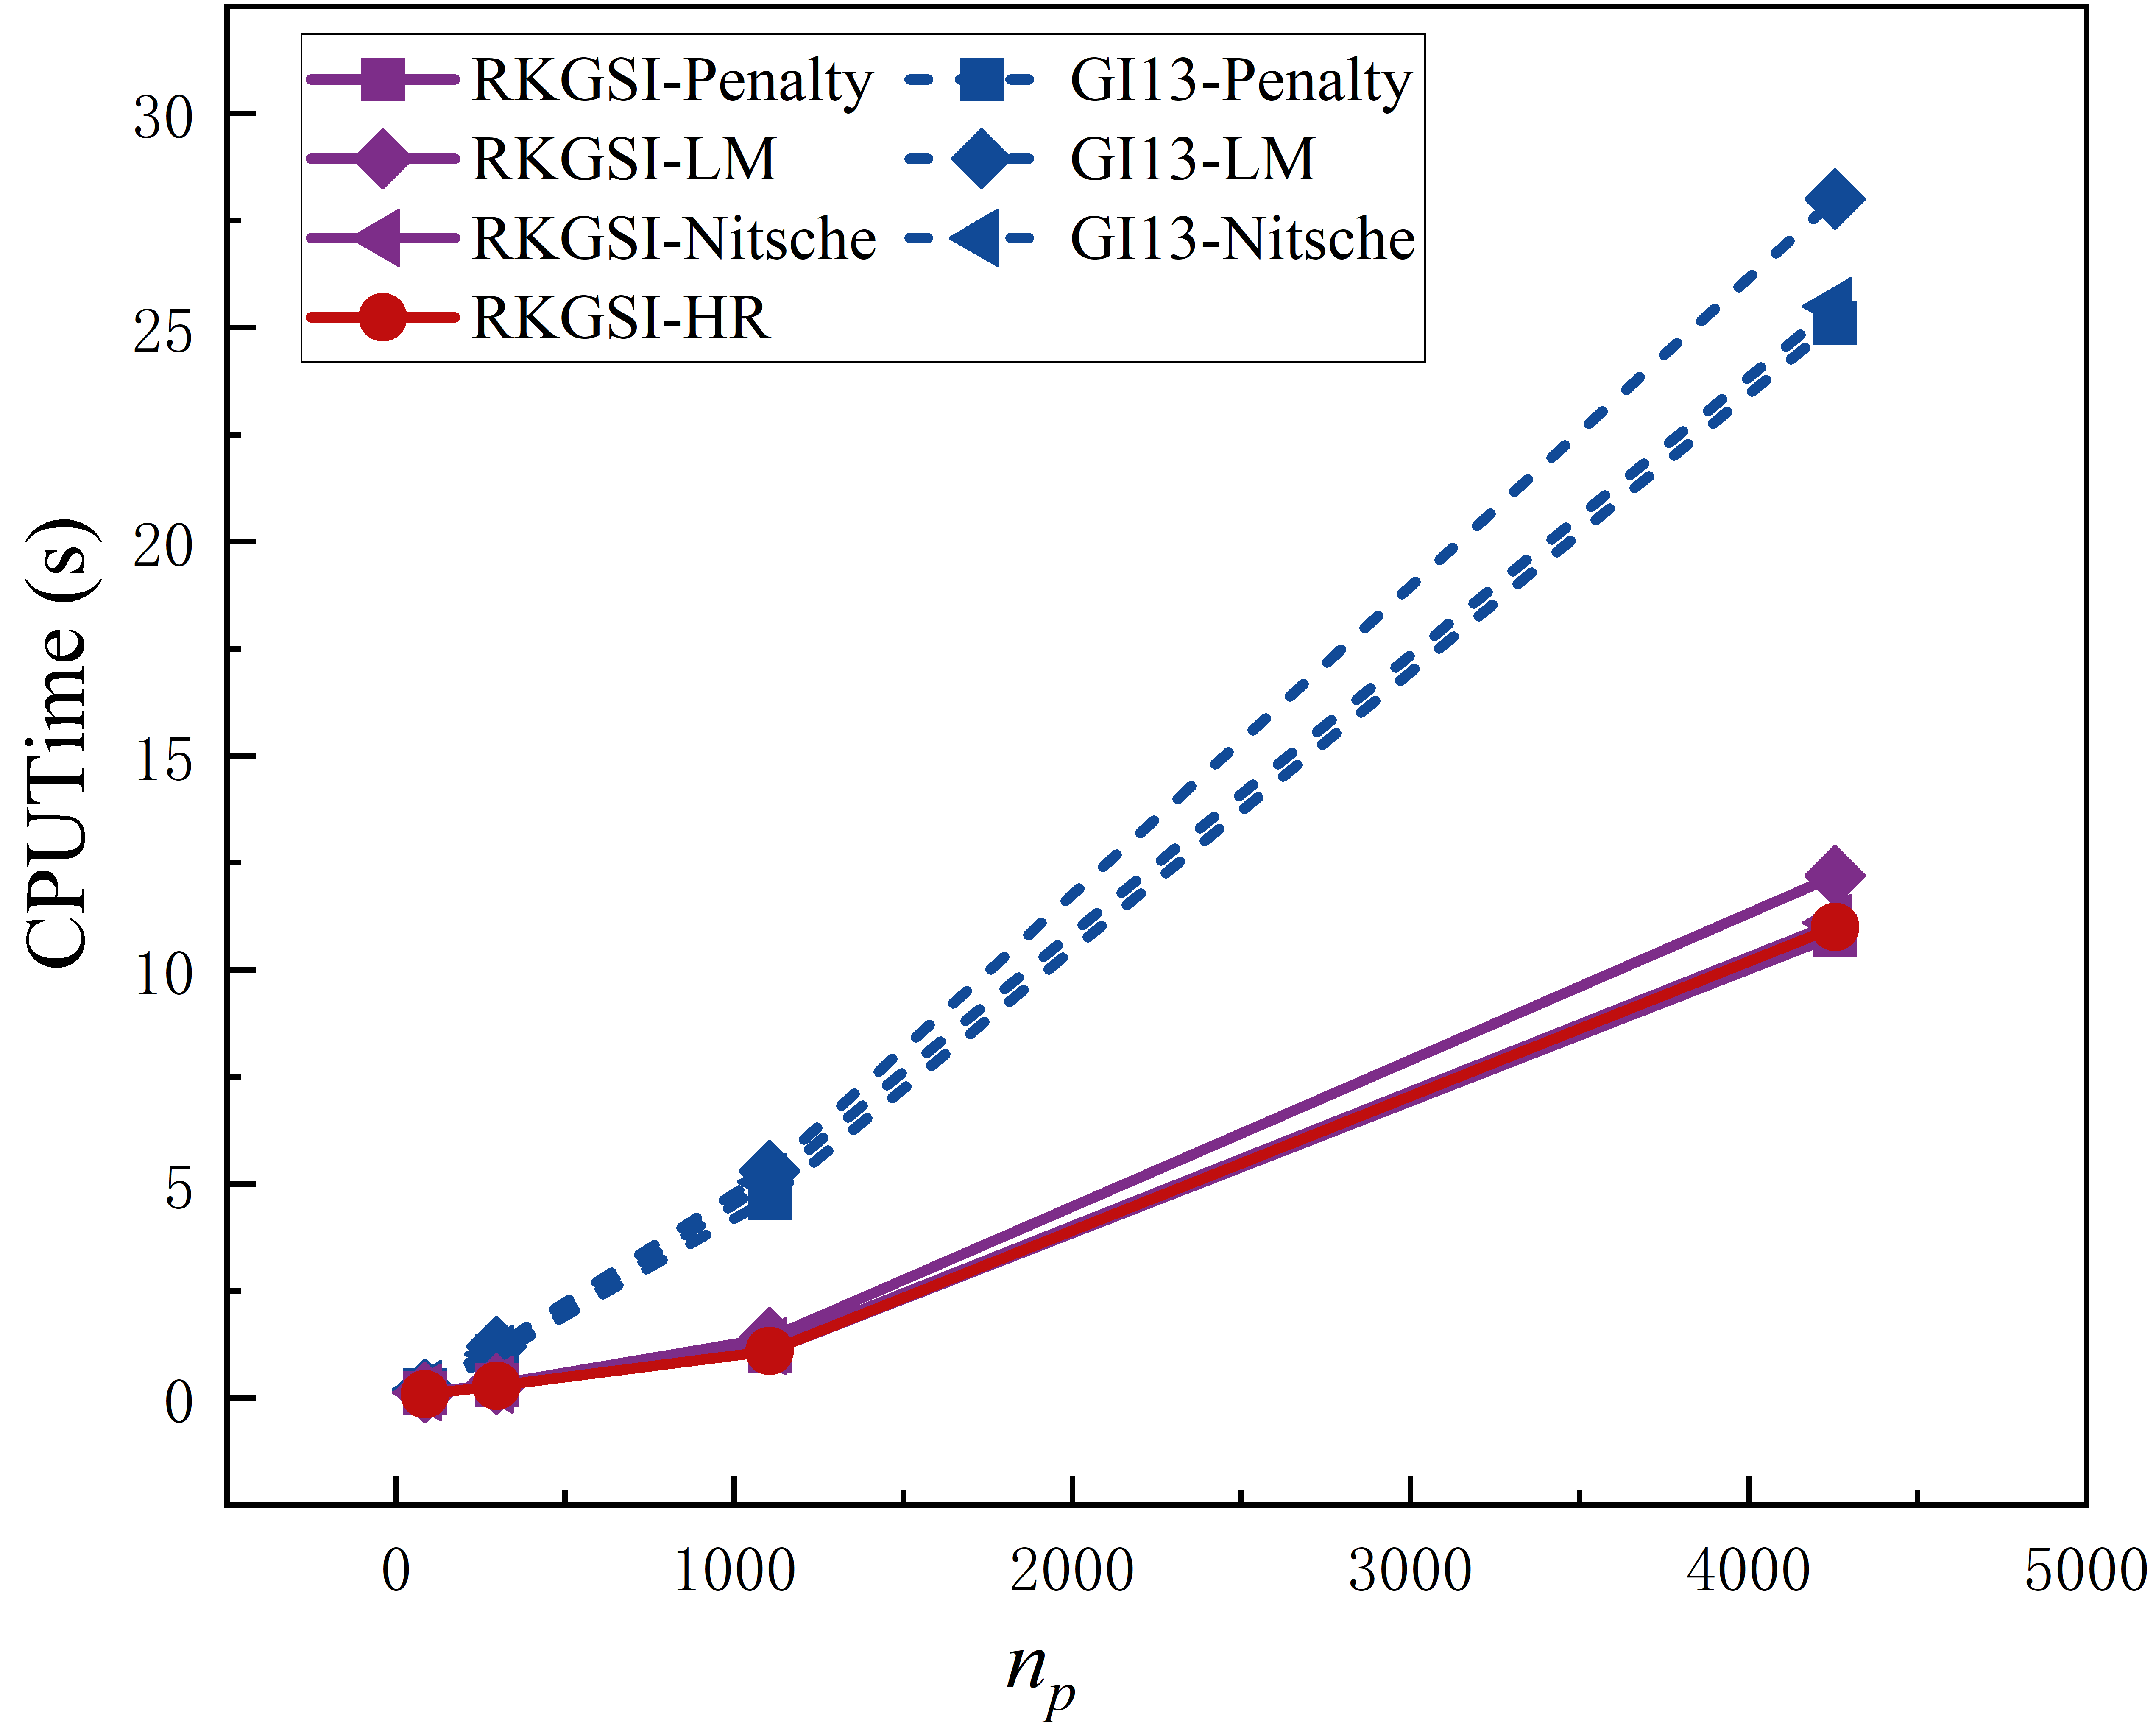 RKGSI-Penalty GI13-Penalty
RKGSI-LM GI13-LM
RKGSI-Nitsche GI13-Nitsche
RKGSI-HR
30
25
20
15
10
5
0
CPUTime (s)
0 1000 2000 3000 4000 5000
n_p